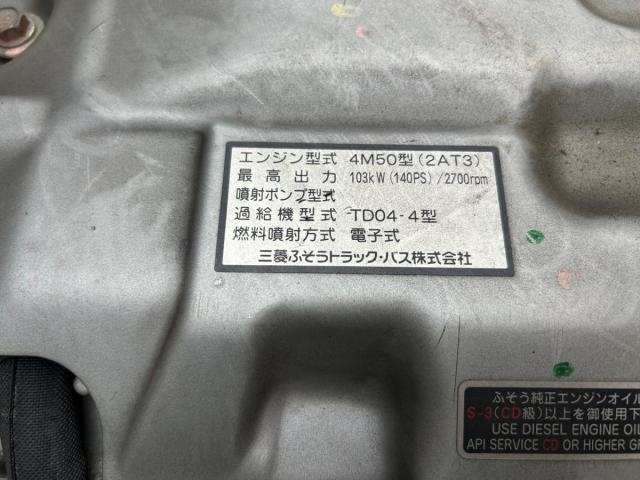 エンジン型式 4M50型(2AT3)
最高出力 103kW(140PS)/2700rpm
噴射ポンプ型式
過給機型式 TD04-4型
燃料噴射方式 電子式
三菱ふそうトラック・バス株式会社
ふそう純正エンジンオイル
S-3(CD級)以上を御使用下
USE DIESEL ENGINE OIL
API SERVICE CD OR HIGHER GR